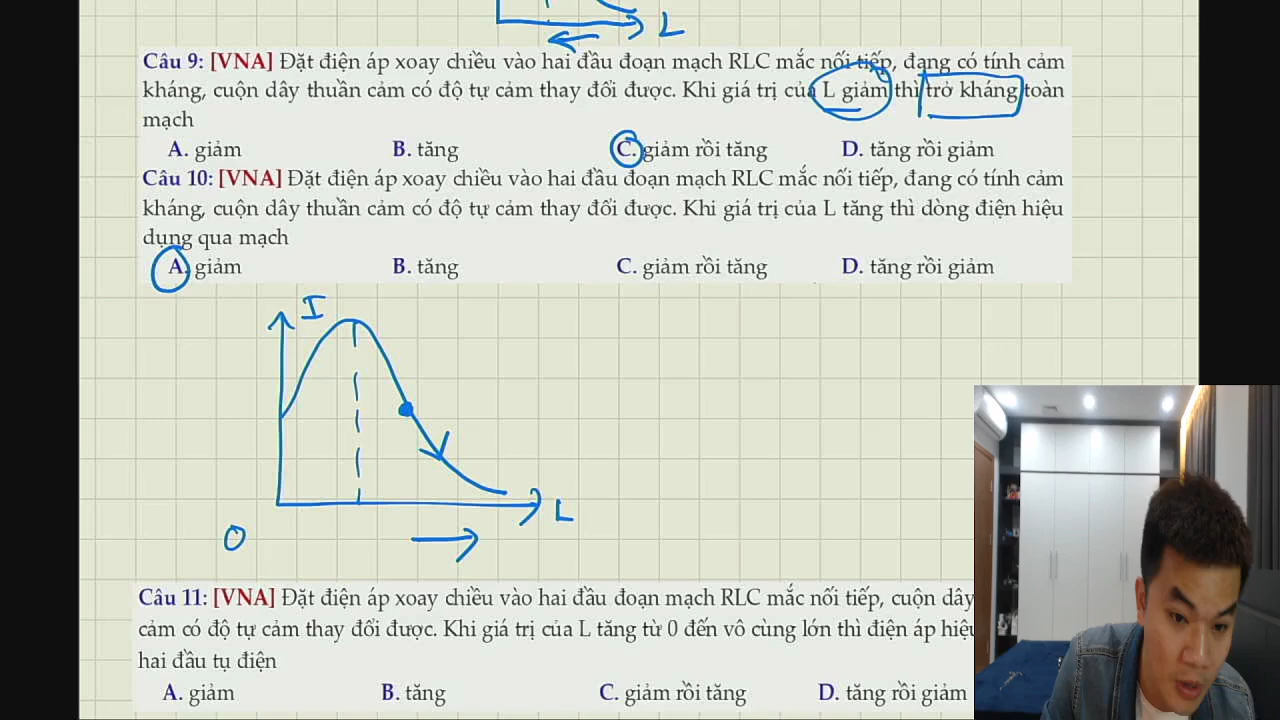 L
Câu 9: [VNA] Đặt điện áp xoay chiều vào hai đầu đoạn mạch RLC mắc nối tiếp, đang có tính cảm
kháng, cuộn dây thuần cảm có độ tự cảm thay đổi được. Khi giá trị của L giảm thì trở kháng toàn
mạch
A. giảm B. tăng C. giảm rồi tăng D. tăng rồi giảm
Câu 10: [VNA] Đặt điện áp xoay chiều vào hai đầu đoạn mạch RLC mắc nối tiếp, đang có tính cảm
kháng, cuộn dây thuần cảm có độ tự cảm thay đổi được. Khi giá trị của L tăng thì dòng điện hiệu
dụng qua mạch
A. giảm B. tăng C. giảm rồi tăng D. tăng rồi giảm
I
L
O
Câu 11: [VNA] Đặt điện áp xoay chiều vào hai đầu đoạn mạch RLC mắc nối tiếp, cuộn dây
cảm có độ tự cảm thay đổi được. Khi giá trị của L tăng từ 0 đến vô cùng lớn thì điện áp hiệu
hai đầu tụ điện
A. giảm B. tăng C. giảm rồi tăng D. tăng rồi giảm